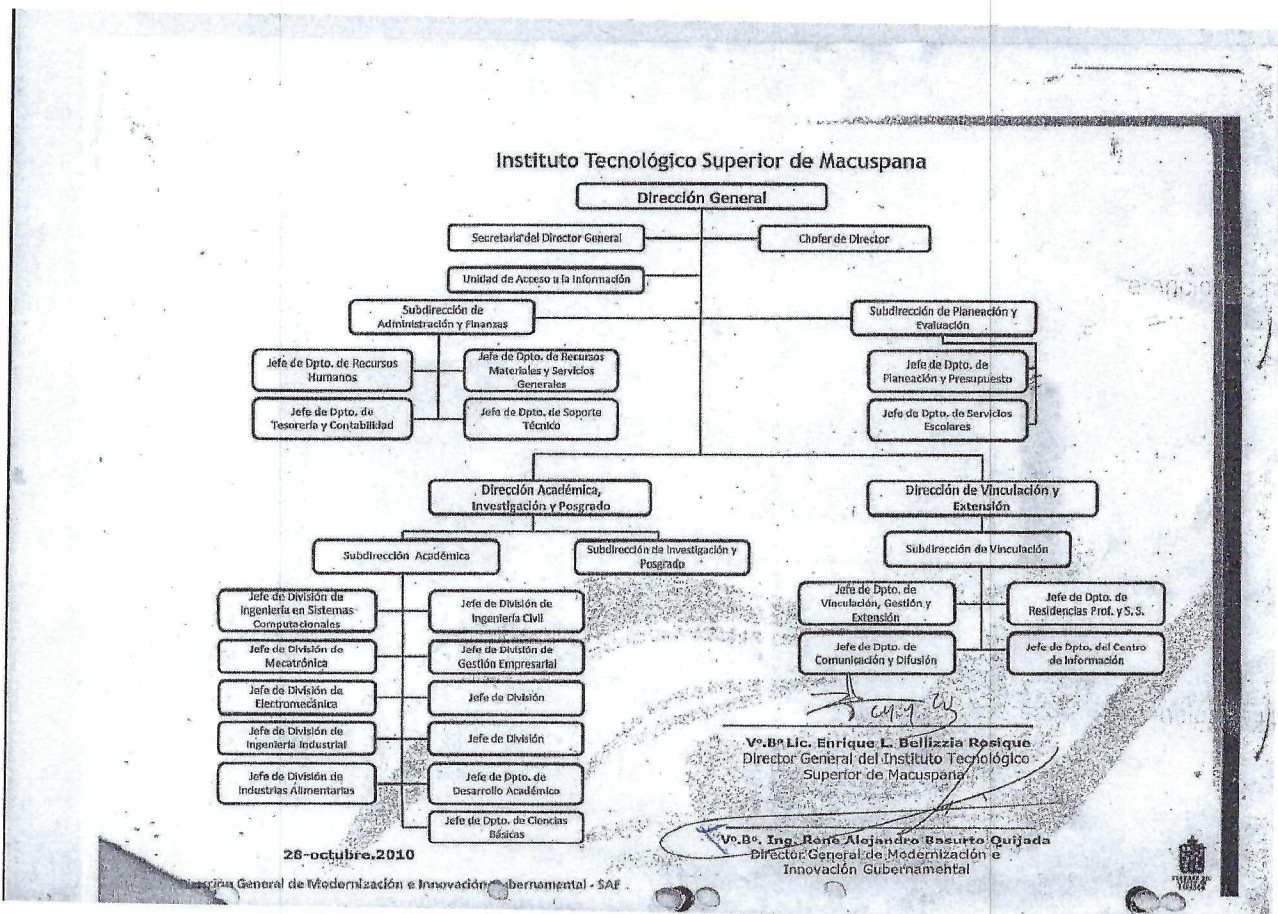 Instituto Tecnológico Superior de Macuspana
Dirección General
Secretaria del Director General
Chofer de Director
Unidad de Acceso a la Información
Subdirección de
Administración y Finanzas
Subdirección de Planeación y
Evaluación
Jefe de Dpto. de Recursos
Humanos
Jefe de Dpto. de Recursos
Materiales y Servicios
Generales
Jefe de Dpto. de
Planeación y Presupuesto
Jefe de Dpto. de
Tesorería y Contabilidad
Jefe de Dpto. de Soporte
Técnico
Jefe de Dpto. de Servicios
Escolares
Dirección Académica,
Investigación y Posgrado
Dirección de Vinculación y
Extensión
Subdirección Académica
Subdirección de Investigación y
Posgrado
Subdirección de Vinculación
Jefe de División de
Ingeniería en Sistemas
Computacionales
Jefe de División de
Ingeniería Civil
Jefe de Dpto. de
Vinculación, Gestión y
Extensión
Jefe de Dpto. de
Residencias Prof. y S.S.
Jefe de División de
Mecatrónica
Jefe de División de
Gestión Empresarial
Jefe de Dpto. de
Comunicación y Difusión
Jefe de Dpto. del Centro
de Información
Jefe de División de
Electromecánica
Jefe de División
Jefe de División de
Ingeniería Industrial
Jefe de División
Jefe de División de
Industrias Alimentarias
Jefe de Dpto. de
Desarrollo Académico
Jefe de Dpto. de Ciencias
Básicas
Vº.Bº Lic. Enrique L. Bellizzia Rosique
Director General del Instituto Tecnológico
Superior de Macuspana
Vº.Bº. Ing. René Alejandro Basurto Quijada
Director General de Modernización e
Innovación Gubernamental
28-octubre.2010
General de Modernización e Innovación Gubernamental - SAF